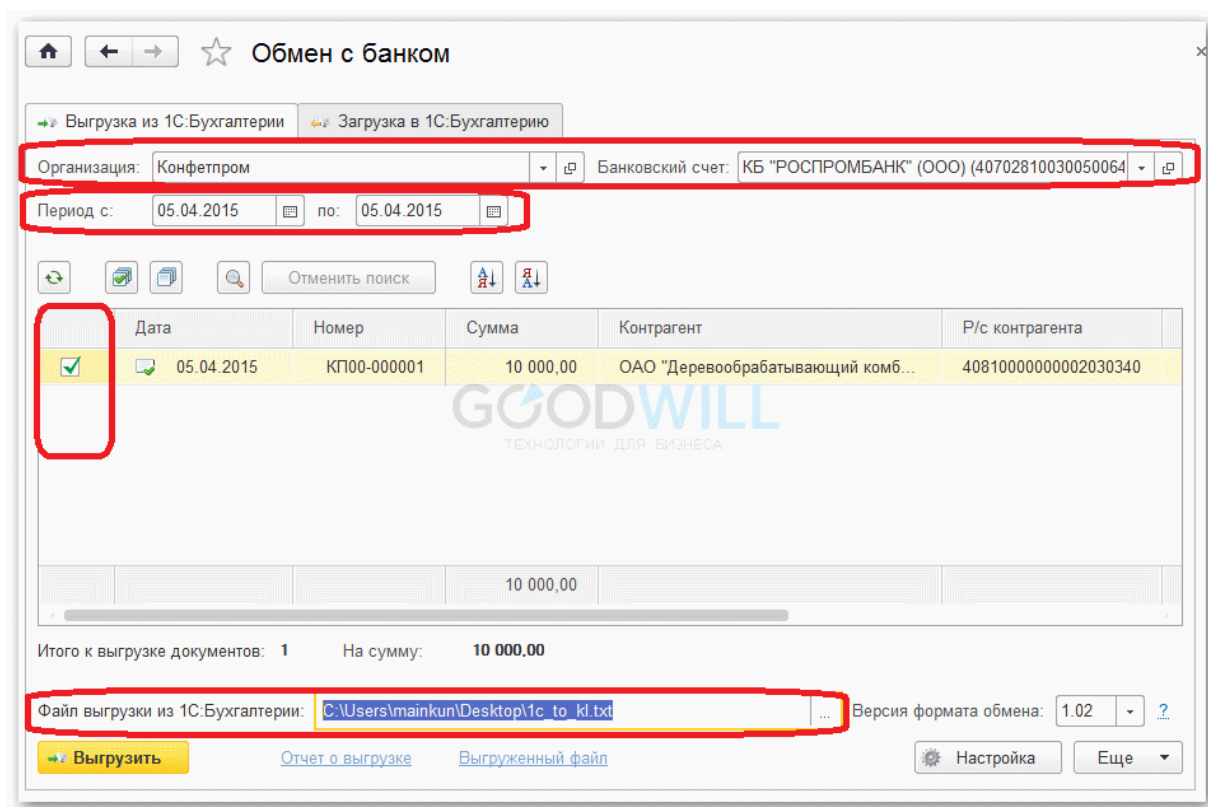 Обмен с банком
Выгрузка из 1С:Бухгалтерии Загрузка в 1С:Бухгалтерию
Организация: Конфетпром Банковский счет: КБ "РОСПРОМБАНК" (ООО) (40702810030050064
Период с: 05.04.2015 по: 05.04.2015
Отменить поиск
Дата Номер Сумма Контрагент Р/с контрагента
05.04.2015 КП00-000001 10 000,00 ОАО "Деревообрабатывающий комб... 40810000000002030340
GOODWILL
ТЕХНОЛОГИИ ДЛЯ БИЗНЕСА
10 000,00
Итого к выгрузке документов: 1 На сумму: 10 000,00
Файл выгрузки из 1С:Бухгалтерии: C:\Users\mainkun\Desktop\1c_to_kl.txt ... Версия формата обмена: 1.02 ?
Выгрузить Отчет о выгрузке Выгруженный файл Настройка Еще